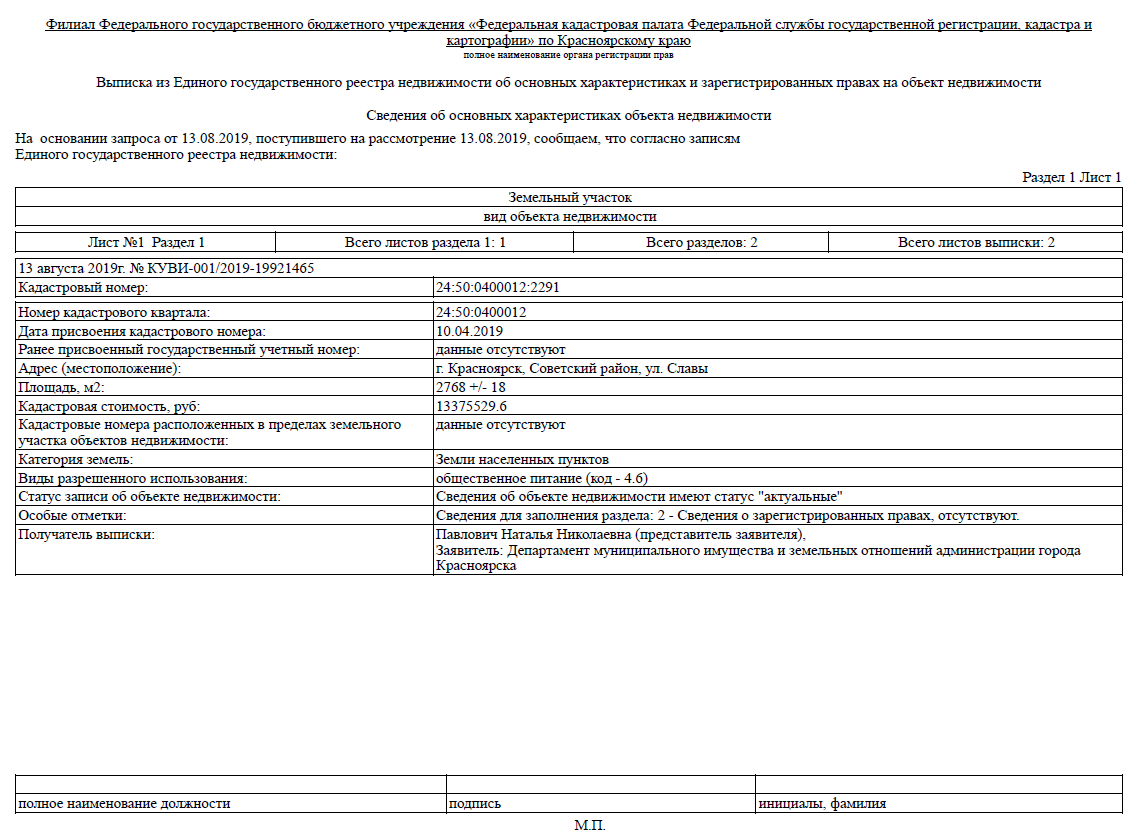 Филиал Федерального государственного бюджетного учреждения «Федеральная кадастровая палата Федеральной службы государственной регистрации, кадастра и
картографии» по Красноярскому краю
полное наименование органа регистрации прав
Выписка из Единого государственного реестра недвижимости об основных характеристиках и зарегистрированных правах на объект недвижимости
Сведения об основных характеристиках объекта недвижимости
На основании запроса от 13.08.2019, поступившего на рассмотрение 13.08.2019, сообщаем, что согласно записям
Единого государственного реестра недвижимости:
Раздел 1 Лист 1
Земельный участок
вид объекта недвижимости
Лист №1 Раздел 1 Всего листов раздела 1: 1 Всего разделов: 2 Всего листов выписки: 2
13 августа 2019г. № КУВИ-001/2019-19921465
Кадастровый номер: 24:50:0400012:2291
Номер кадастрового квартала: 24:50:0400012
Дата присвоения кадастрового номера: 10.04.2019
Ранее присвоенный государственный учетный номер: данные отсутствуют
Адрес (местоположение): г. Красноярск, Советский район, ул. Славы
Площадь, м2: 2768 +/- 18
Кадастровая стоимость, руб: 13375529.6
Кадастровые номера расположенных в пределах земельного данные отсутствуют
участка объектов недвижимости:
Категория земель: Земли населенных пунктов
Виды разрешенного использования: общественное питание (код - 4.6)
Статус записи об объекте недвижимости: Сведения об объекте недвижимости имеют статус "актуальные"
Особые отметки: Сведения для заполнения раздела: 2 - Сведения о зарегистрированных правах, отсутствуют.
Получатель выписки: Павлович Наталья Николаевна (представитель заявителя),
Заявитель: Департамент муниципального имущества и земельных отношений администрации города
Красноярска
полное наименование должности подпись инициалы, фамилия
М.П.